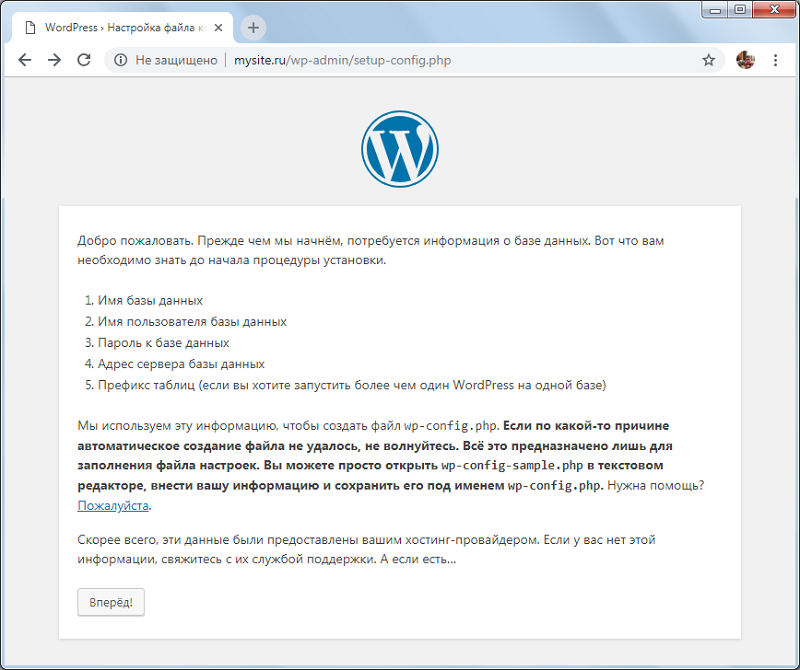 WordPress › Настройка файла к
Не защищено mysite.ru/wp-admin/setup-config.php
Добро пожаловать. Прежде чем мы начнём, потребуется информация о базе данных. Вот что вам
необходимо знать до начала процедуры установки.
1. Имя базы данных
2. Имя пользователя базы данных
3. Пароль к базе данных
4. Адрес сервера базы данных
5. Префикс таблиц (если вы хотите запустить более чем один WordPress на одной базе)
Мы используем эту информацию, чтобы создать файл wp-config.php. Если по какой-то причине
автоматическое создание файла не удалось, не волнуйтесь. Всё это предназначено лишь для
заполнения файла настроек. Вы можете просто открыть wp-config-sample.php в текстовом
редакторе, внести вашу информацию и сохранить его под именем wp-config.php. Нужна помощь?
Пожалуйста.
Скорее всего, эти данные были предоставлены вашим хостинг-провайдером. Если у вас нет этой
информации, свяжитесь с их службой поддержки. А если есть...
Вперёд!